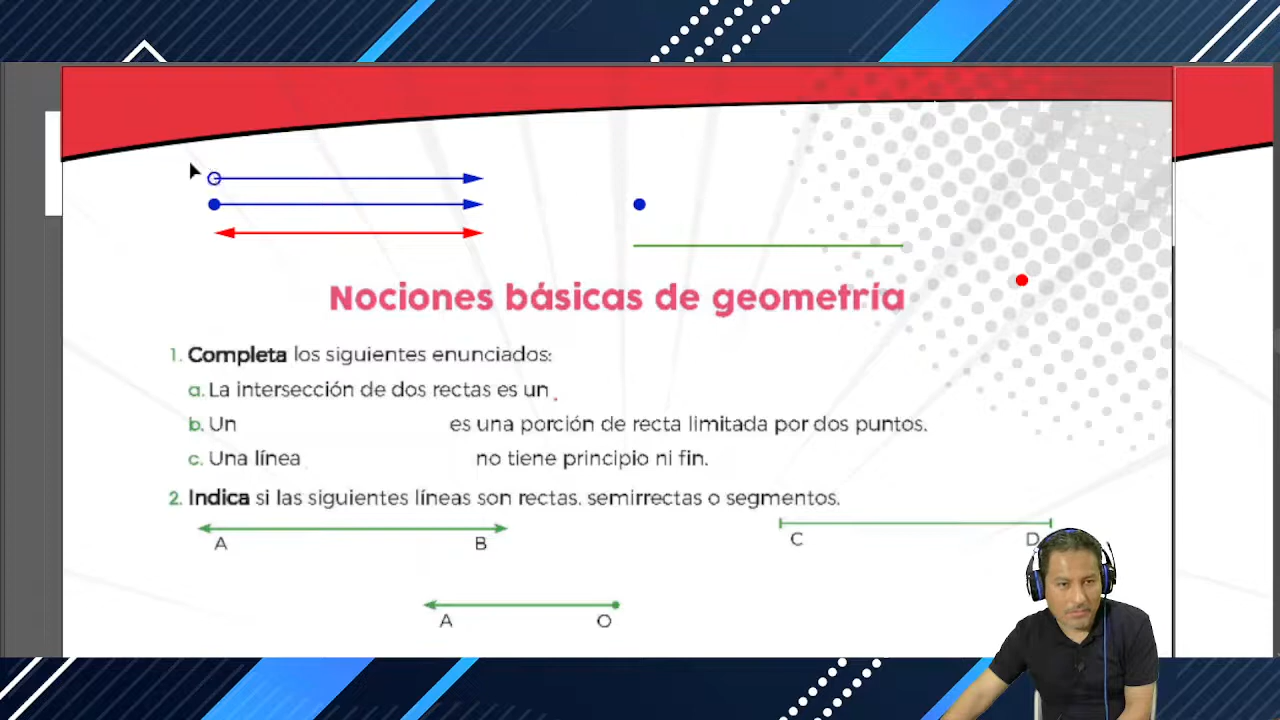 Nociones básicas de geometría
1. Completa los siguientes enunciados:
a. La intersección de dos rectas es un
b. Un es una porción de recta limitada por dos puntos.
c. Una línea no tiene principio ni fin.
2. Indica si las siguientes líneas son rectas, semirrectas o segmentos.
A B C D
A O